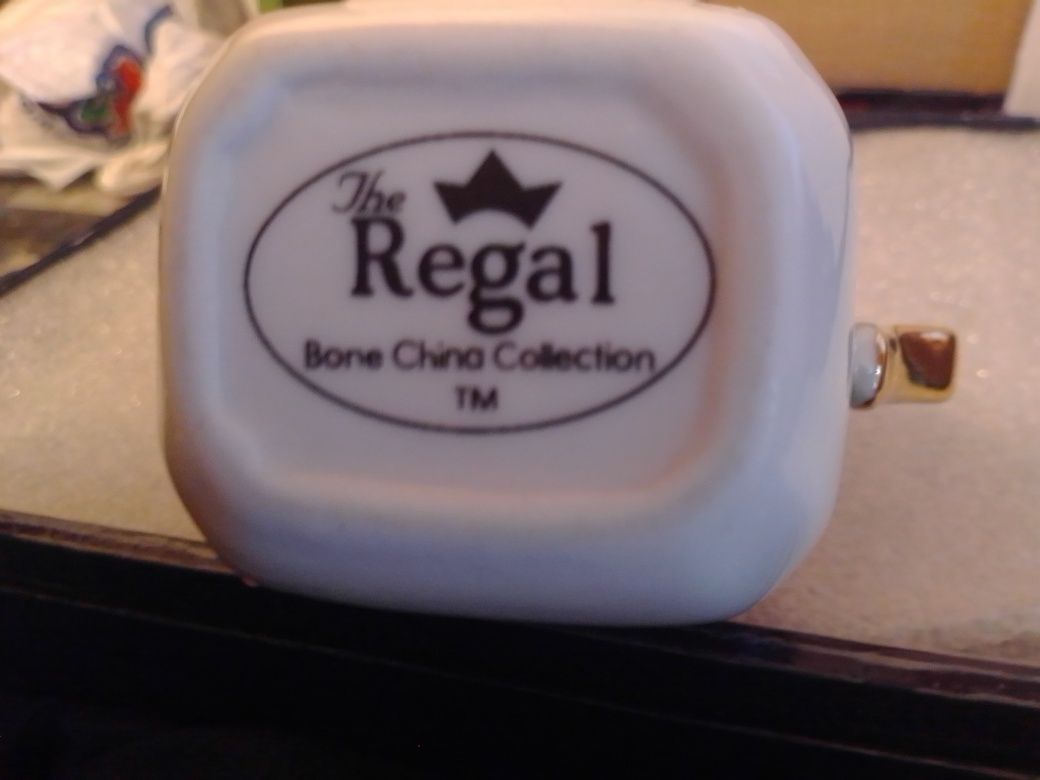 The
Regal
Bone China Collection
TM